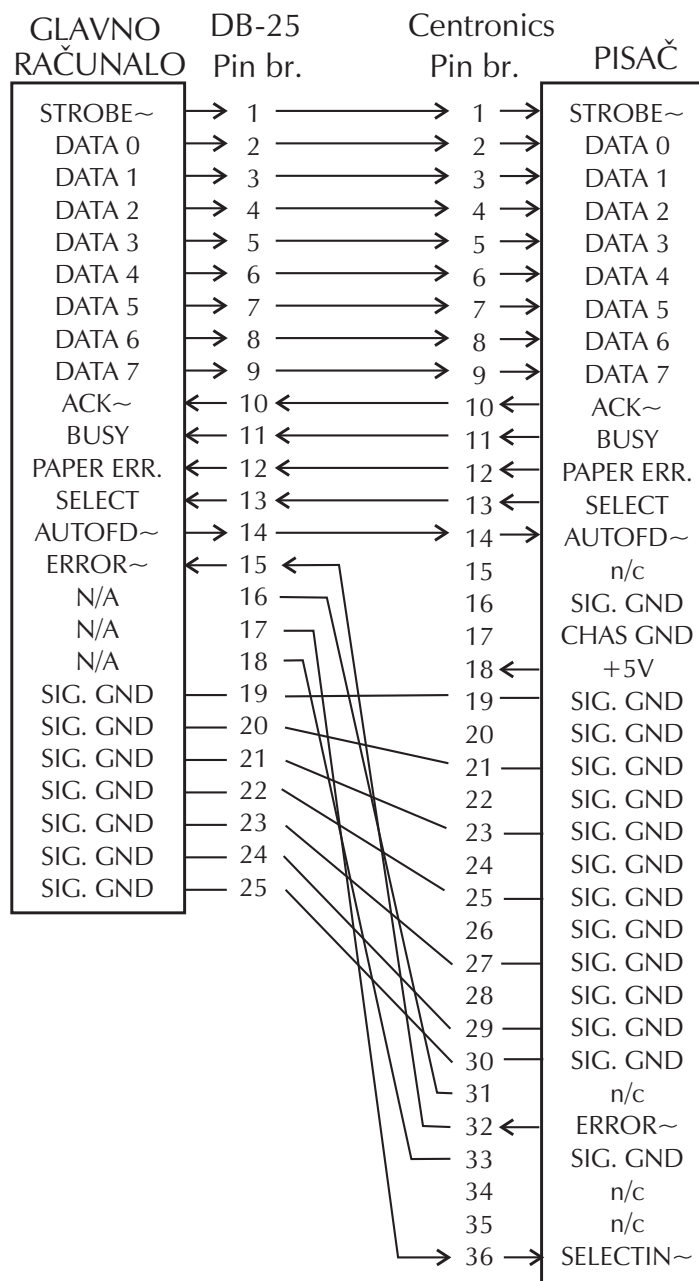 GLAVNO RAČUNALO DB-25 Pin br. Centronics Pin br. PISAČ
STROBE~ 1 1 STROBE~
DATA 0 2 2 DATA 0
DATA 1 3 3 DATA 1
DATA 2 4 4 DATA 2
DATA 3 5 5 DATA 3
DATA 4 6 6 DATA 4
DATA 5 7 7 DATA 5
DATA 6 8 8 DATA 6
DATA 7 9 9 DATA 7
ACK~ 10 10 ACK~
BUSY 11 11 BUSY
PAPER ERR. 12 12 PAPER ERR.
SELECT 13 13 SELECT
AUTOFD~ 14 14 AUTOFD~
ERROR~ 15 15 n/c
N/A 16 16 SIG. GND
N/A 17 17 CHAS GND
N/A 18 18 +5V
SIG. GND 19 19 SIG. GND
SIG. GND 20 20 SIG. GND
SIG. GND 21 21 SIG. GND
SIG. GND 22 22 SIG. GND
SIG. GND 23 23 SIG. GND
SIG. GND 24 24 SIG. GND
SIG. GND 25 25 SIG. GND
26 SIG. GND
27 SIG. GND
28 SIG. GND
29 SIG. GND
30 SIG. GND
31 n/c
32 ERROR~
33 SIG. GND
34 n/c
35 n/c
36 SELECTIN~